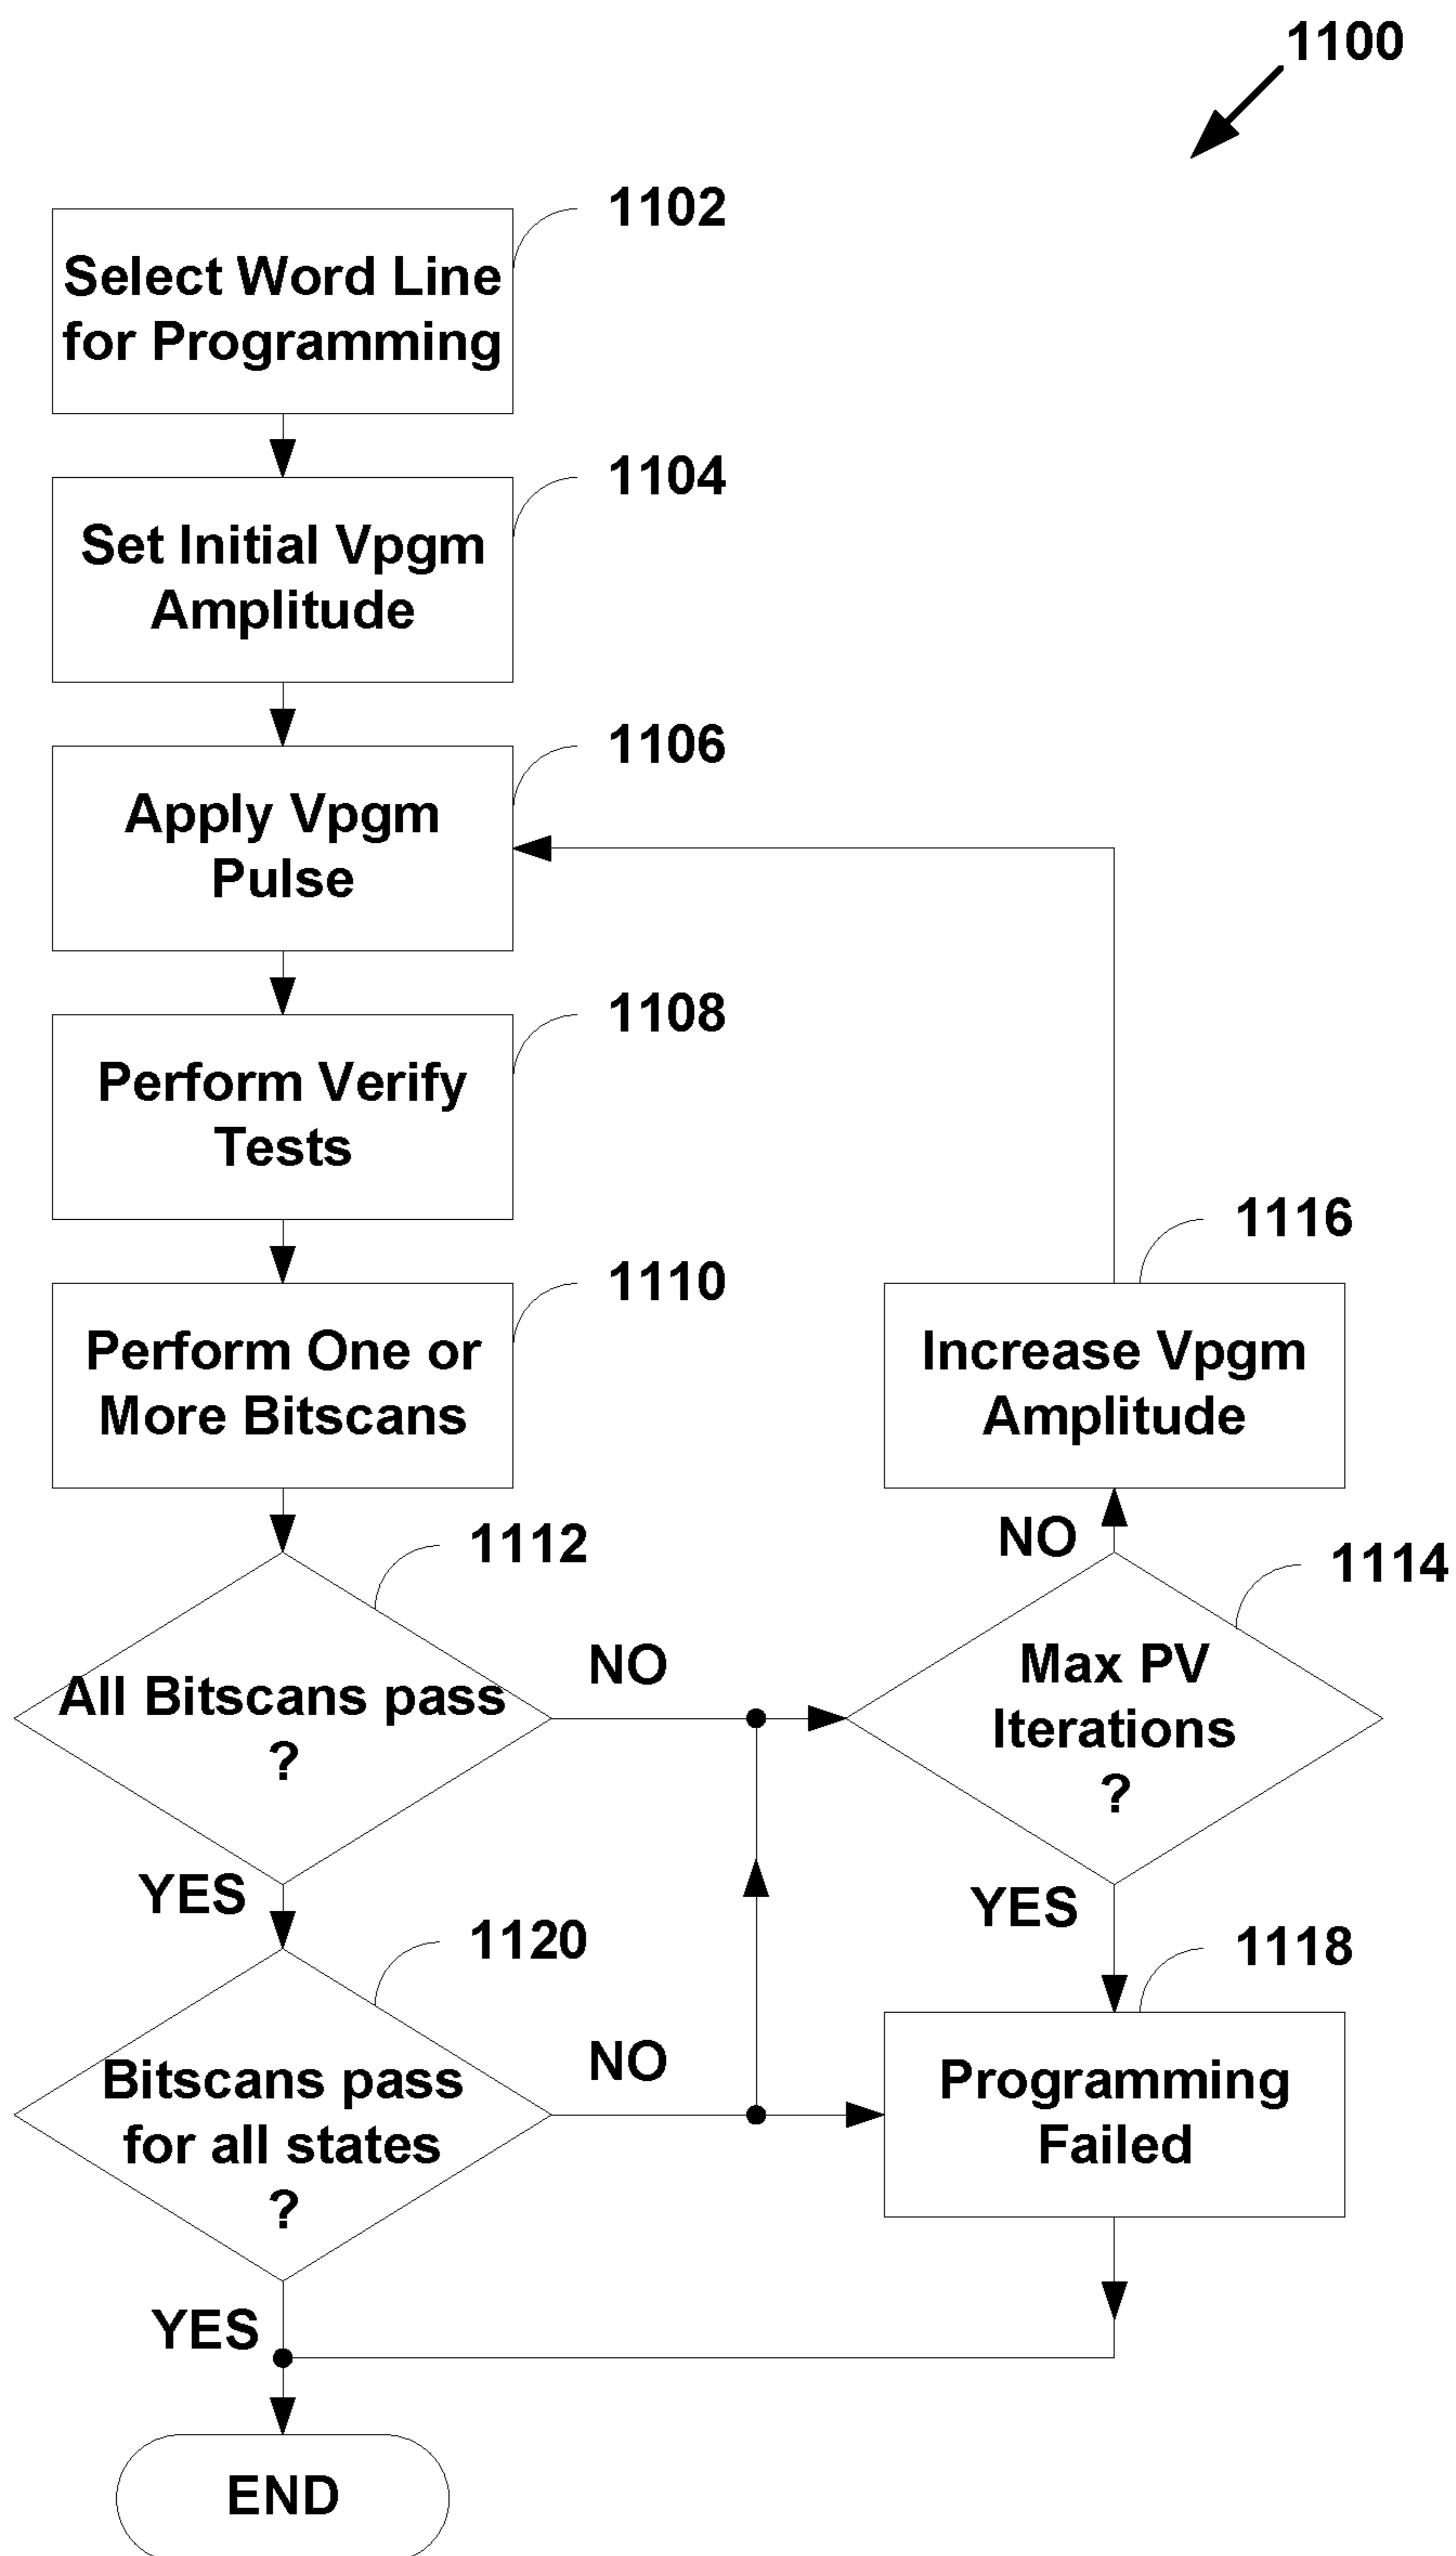 1100
1102
Select Word Line
for Programming
1104
Set Initial Vpgm
Amplitude
1106
Apply Vpgm
Pulse
1108
Perform Verify
Tests
1110
Perform One or
More Bitscans
1116
Increase Vpgm
Amplitude
1112
All Bitscans pass
?
NO
YES
NO
1114
Max PV
Iterations
?
YES
1120
Bitscans pass
for all states
?
NO
YES
1118
Programming
Failed
END